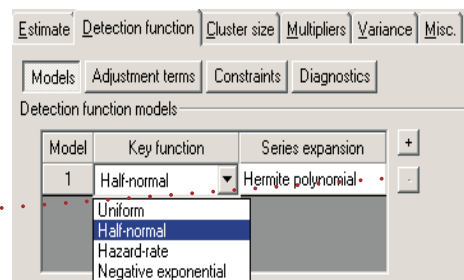 Estimate Detection function Cluster size Multipliers Variance Misc.
Models Adjustment terms Constraints Diagnostics
Detection function models
Model Key function Series expansion +
1 Half-normal Hermite polynomial -
Uniform
Half-normal
Hazard-rate
Negative exponential